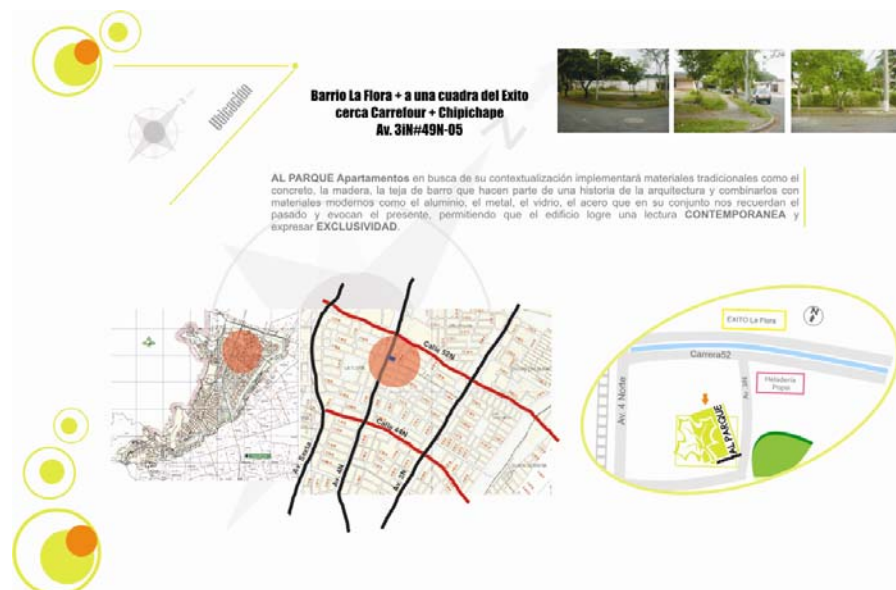 Ubicación
Barrio La Flora + a una cuadra del Exito
cerca Carrefour + Chipichape
Av. 3iN#49N-05
AL PARQUE Apartamentos en busca de su contextualización implementará materiales tradicionales como el
concreto, la madera, la teja de barro que hacen parte de una historia de la arquitectura y combinarlos con
materiales modernos como el aluminio, el metal, el vidrio, el acero que en su conjunto nos recuerdan el
pasado y evocan el presente, permitiendo que el edificio logre una lectura CONTEMPORANEA y
expresar EXCLUSIVIDAD.
Calle 52N
Calle 44N
Av. Sexta
Av. 4N
Av. 3N
EXITO La Flora
N
Carrera52
Av. 4 Norte
Av. 3iN
Heladería
AL PARQUE